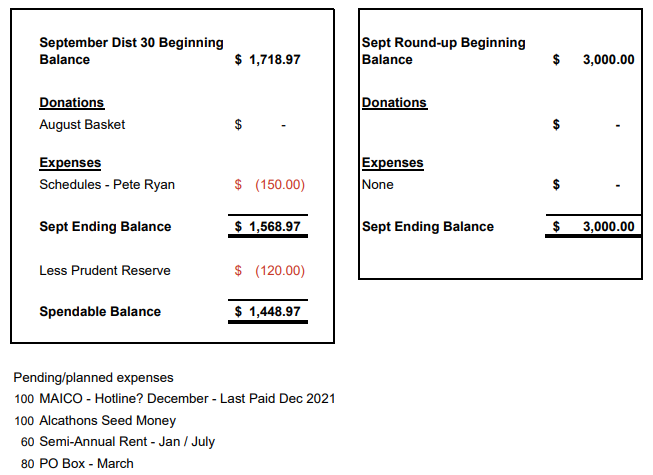 September Dist 30 Beginning
Balance $ 1,718.97
Donations
August Basket $ -
Expenses
Schedules - Pete Ryan $ (150.00)
Sept Ending Balance $ 1,568.97
Less Prudent Reserve $ (120.00)
Spendable Balance $ 1,448.97
Sept Round-up Beginning
Balance $ 3,000.00
Donations
$ -
Expenses
None $ -
Sept Ending Balance $ 3,000.00
Pending/planned expenses
100 MAICO - Hotline? December - Last Paid Dec 2021
100 Alcathons Seed Money
60 Semi-Annual Rent - Jan / July
80 PO Box - March